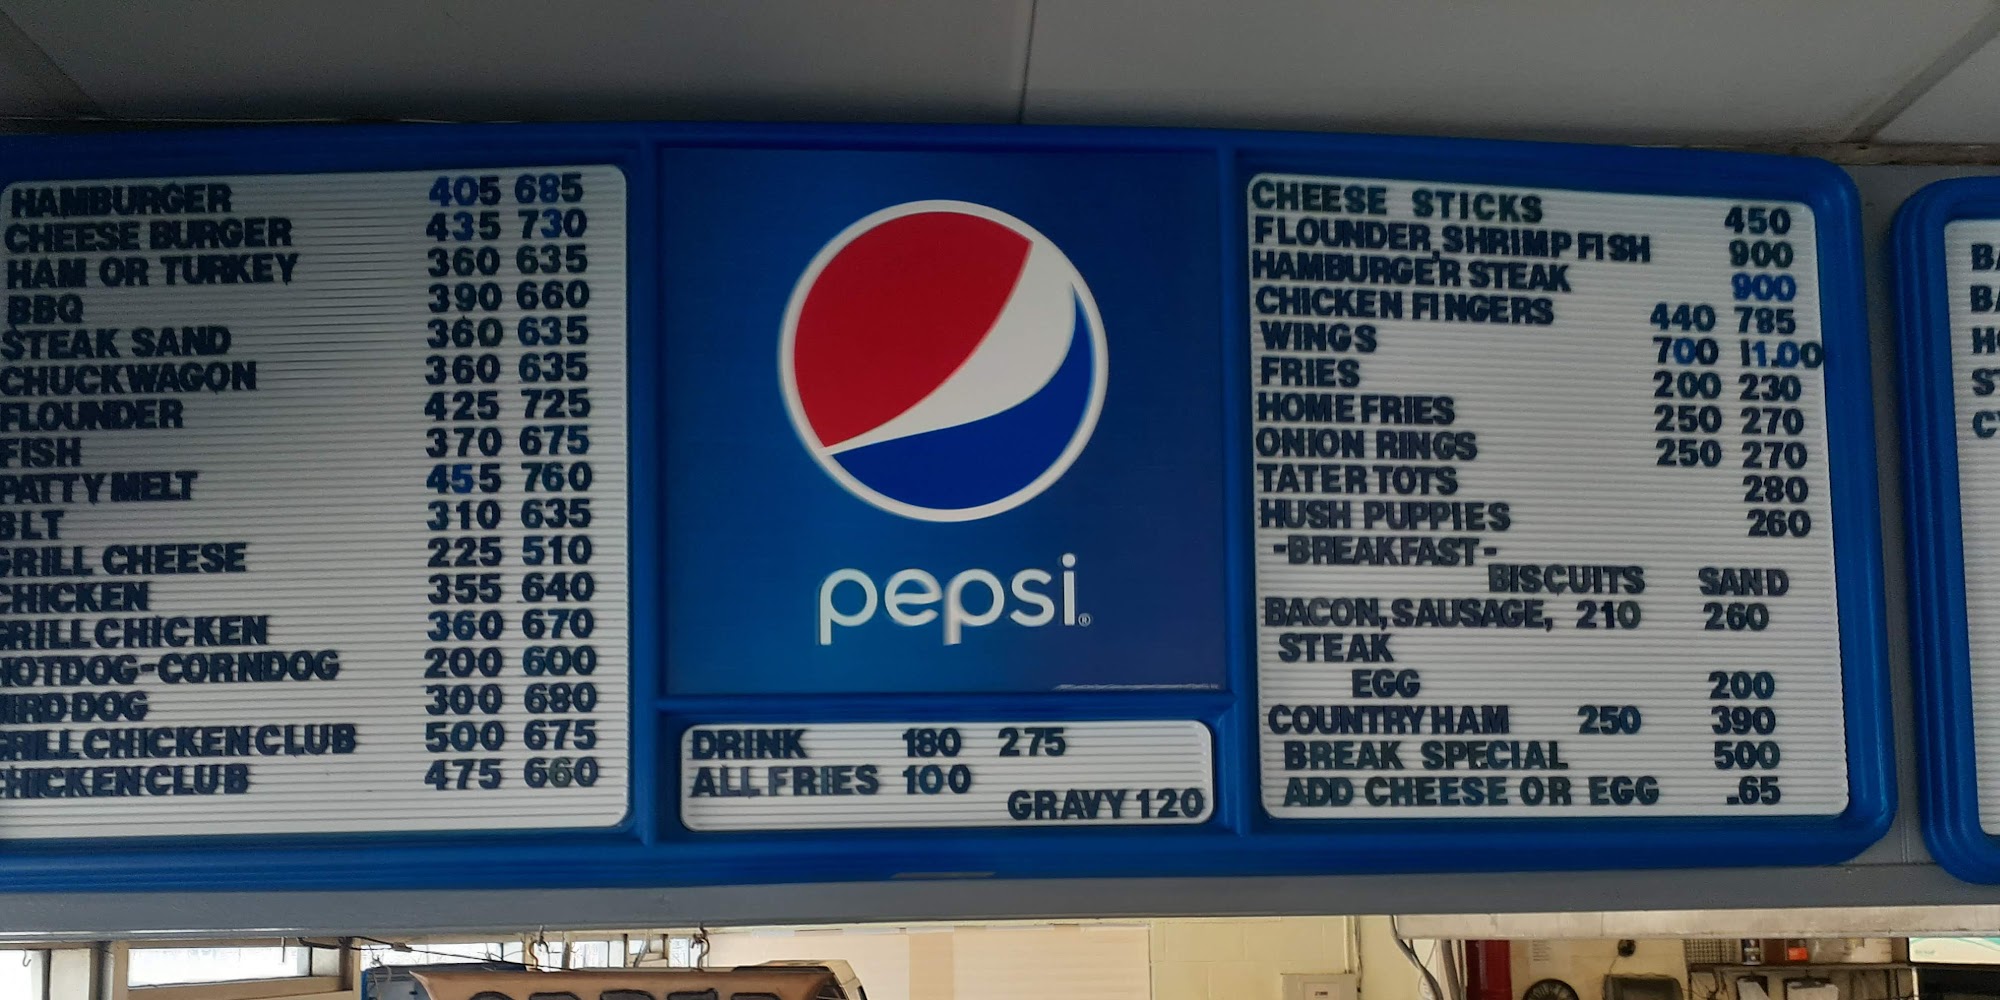 HAMBURGER 405 685
CHEESE BURGER 435 730
HAM OR TURKEY 360 635
BBQ 390 660
STEAK SAND 360 635
CHUCKWAGON 360 635
FLOUNDER 425 725
FISH 370 675
PATTY MELT 455 760
BLT 310 635
GRILL CHEESE 225 510
CHICKEN 355 640
GRILL CHICKEN 360 670
HOTDOG-CORNDOG 200 600
BIRD DOG 300 680
GRILL CHICKEN CLUB 500 675
CHICKEN CLUB 475 660
pepsi®
DRINK 180 275
ALL FRIES 100
GRAVY 120
CHEESE STICKS 450
FLOUNDER, SHRIMP FISH 900
HAMBURGER STEAK 900
CHICKEN FINGERS 440 785
WINGS 700 11.00
FRIES 200 230
HOME FRIES 250 270
ONION RINGS 250 270
TATER TOTS 280
HUSH PUPPIES 260
-BREAKFAST-
BISCUITS SAND
BACON, SAUSAGE, 210 260
STEAK
EGG 200
COUNTRY HAM 250 390
BREAK SPECIAL 500
ADD CHEESE OR EGG .65